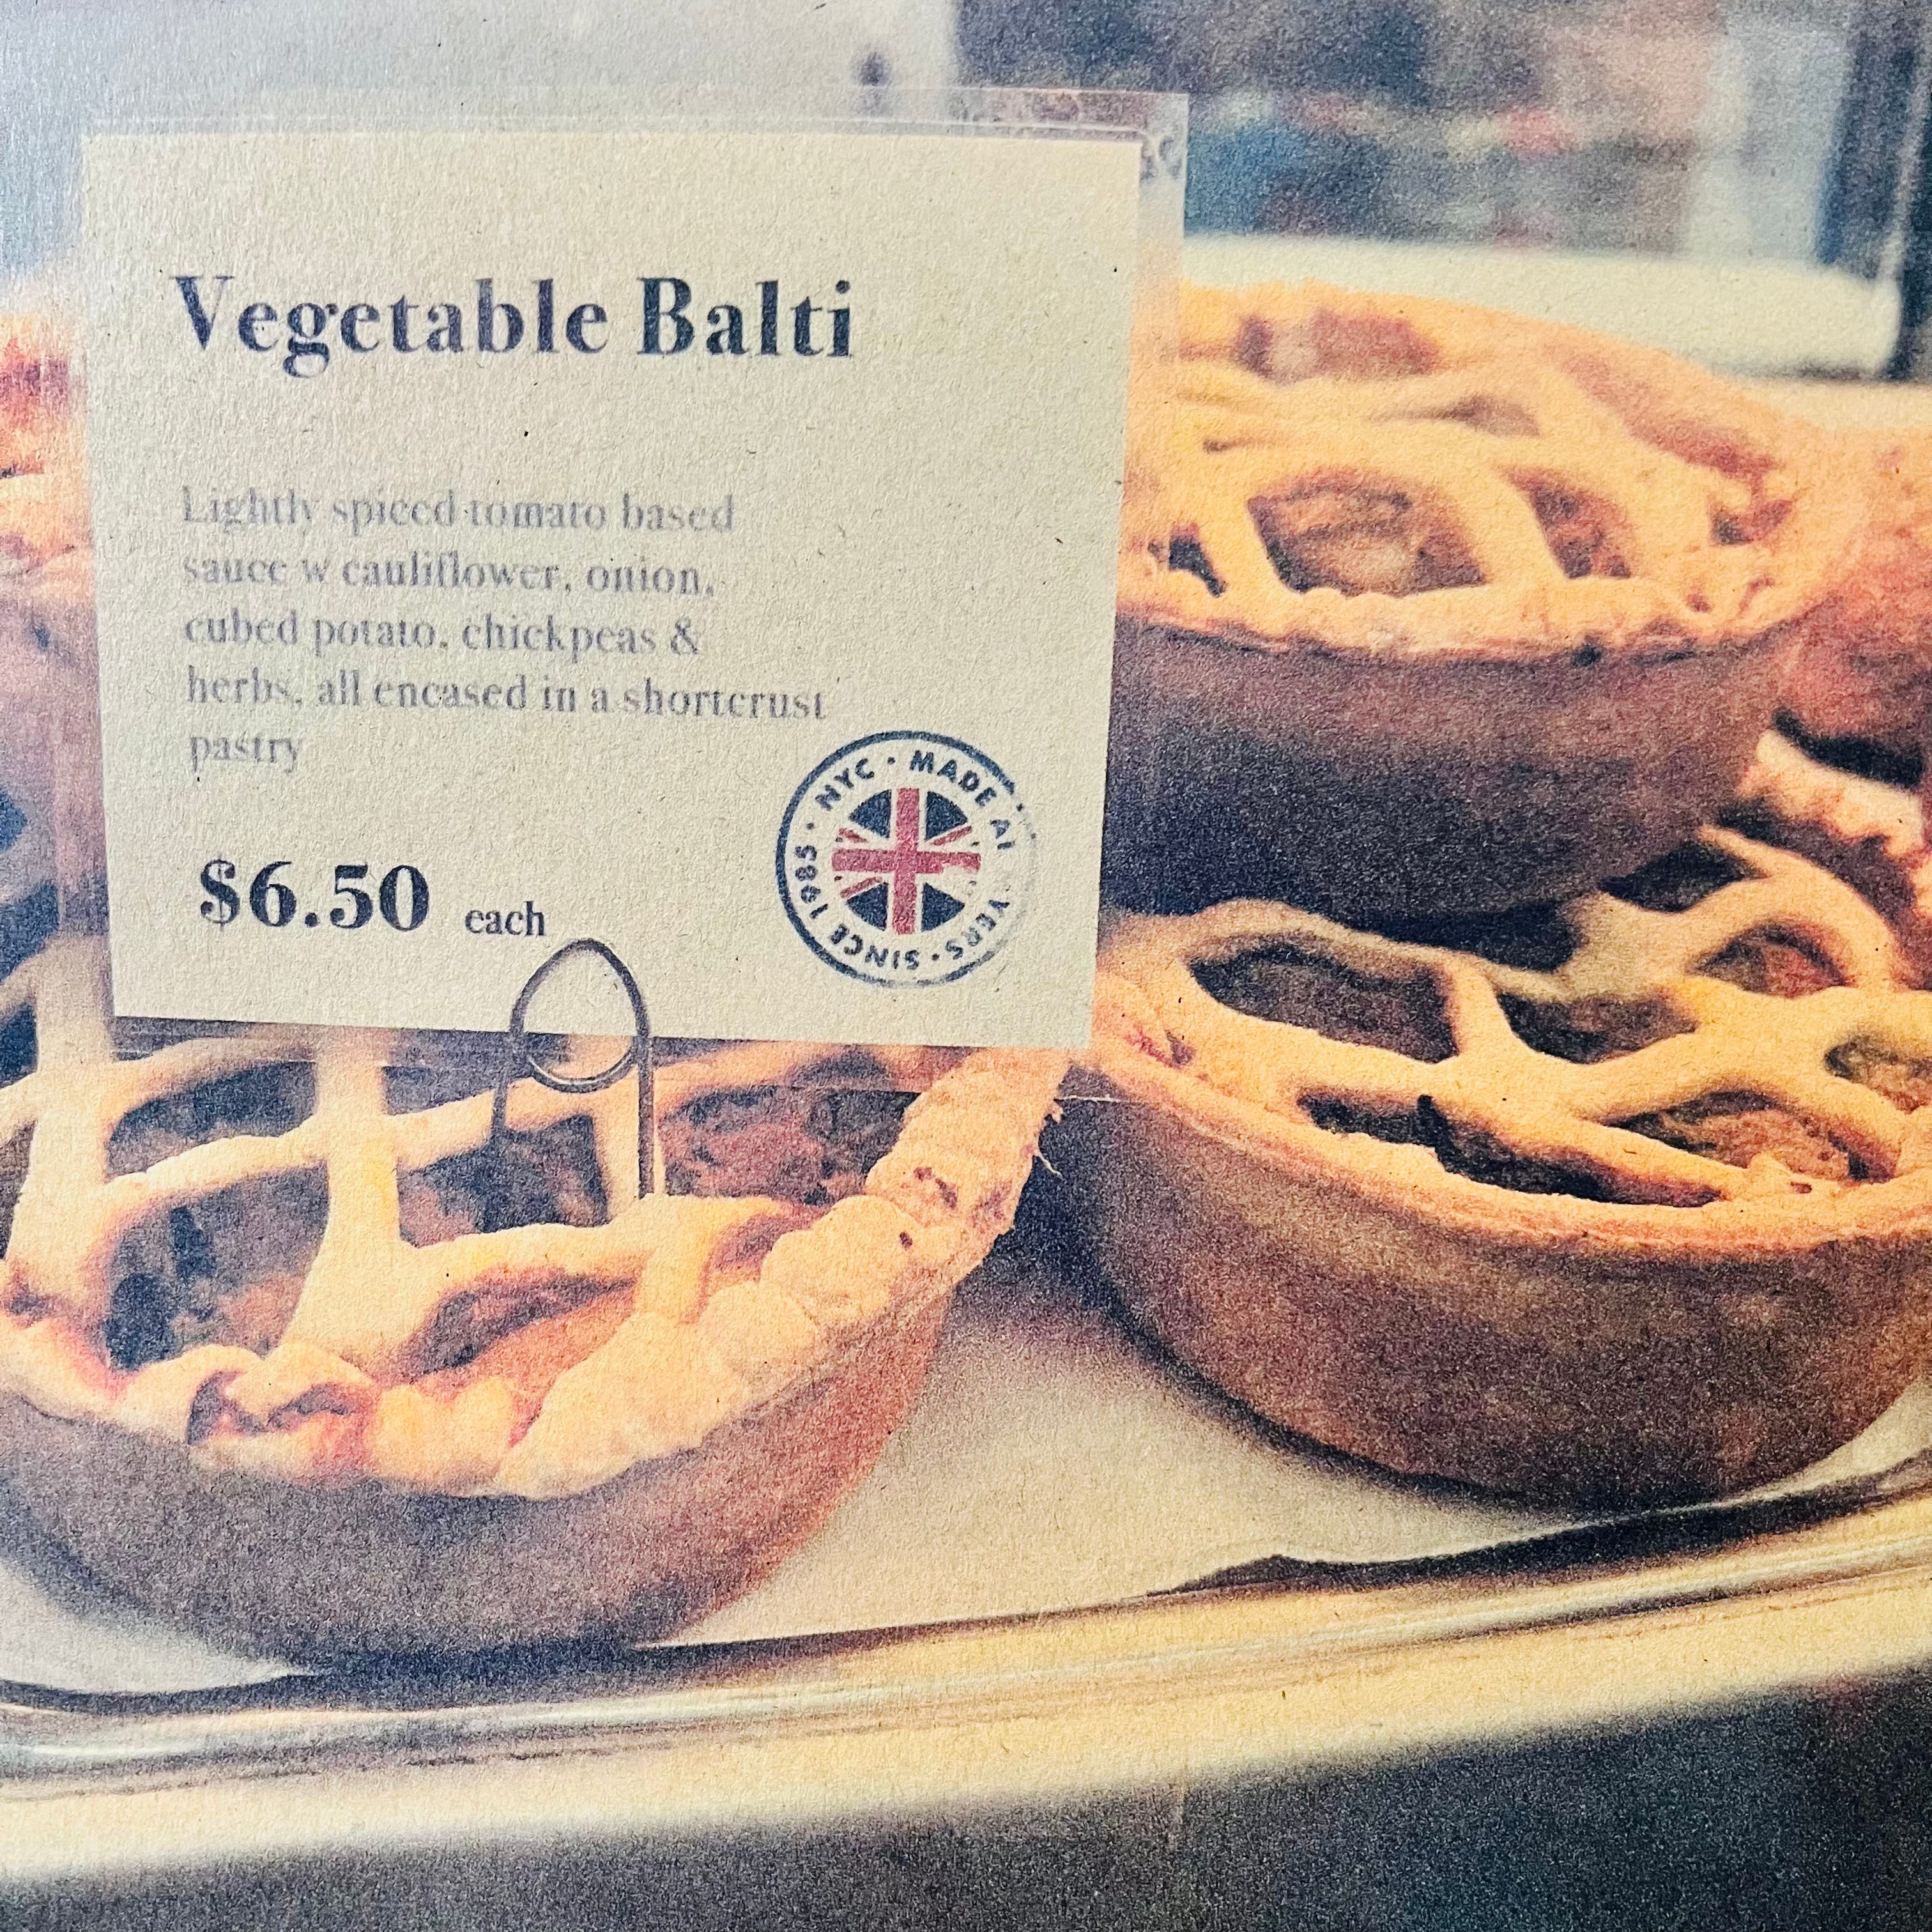 Vegetable Balti
Lightly spiced tomato based
sauce w cauliflower, onion,
cubed potato, chickpeas &
herbs, all encased in a shortcrust
pastry
$6.50 each
NYC · MADE AT · SINCE 1985 ·